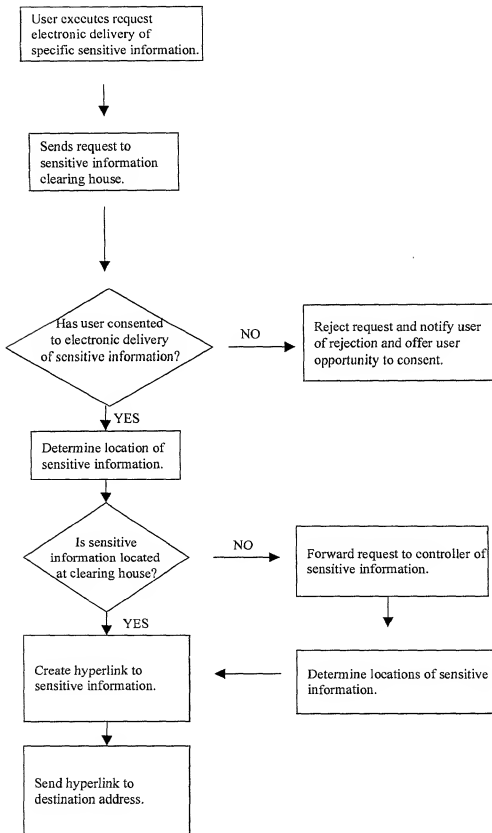 User executes request
electronic delivery of
specific sensitive information.
Sends request to
sensitive information
clearing house.
Has user consented
to electronic delivery
of sensitive information?
NO
Reject request and notify user
of rejection and offer user
opportunity to consent.
YES
Determine location of
sensitive information.
Is sensitive
information located
at clearing house?
NO
Forward request to controller of
sensitive information.
YES
Create hyperlink to
sensitive information.
Determine locations of sensitive
information.
Send hyperlink to
destination address.